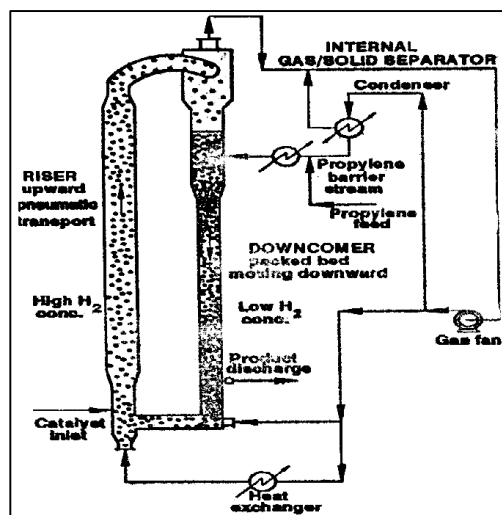 INTERNAL
GAS/SOLID SEPARATOR
Condenser
RISER
upward
pneumatic
transport
Propylene
barrier
stream
Propylene
feed
DOWNCOMER
packed bed
moving downward
High H₂
conc.
Low H₂
conc.
Gas fan
Product
discharge
Catalyst
Inlet
Heat
exchanger